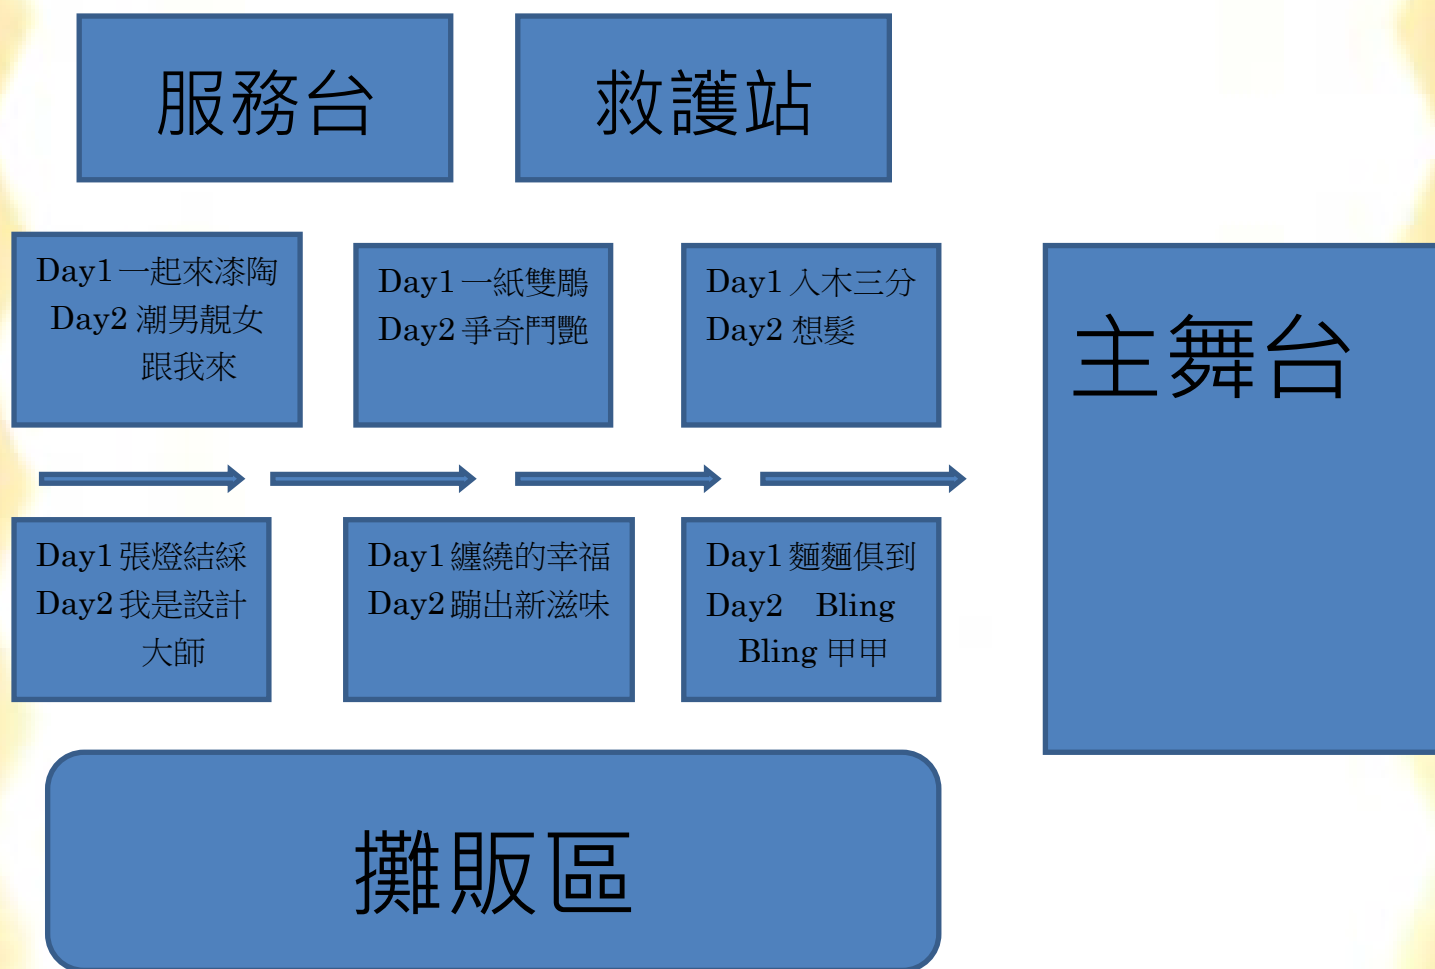 服務台
救護站
Day1 一起來漆陶
Day2 潮男靚女
跟我來
Day1 一紙雙鵰
Day2 爭奇鬥艷
Day1 入木三分
Day2 想髮
主舞台
Day1 張燈結綵
Day2 我是設計
大師
Day1 纏繞的幸福
Day2 蹦出新滋味
Day1 麵麵俱到
Day2 Bling
Bling 甲甲
攤販區